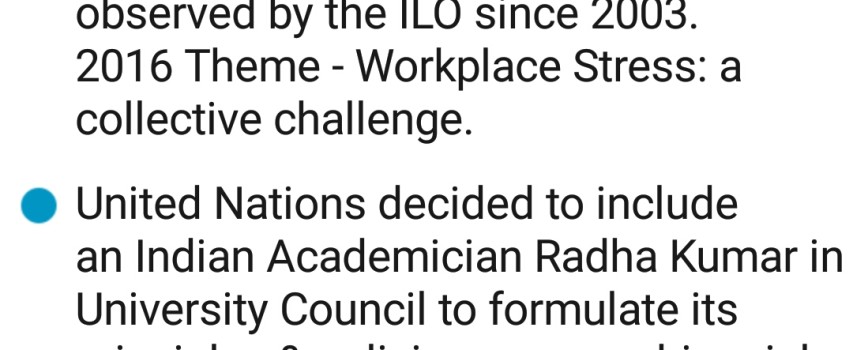 observed by the ILO since 2003.
2016 Theme - Workplace Stress: a
collective challenge.
United Nations decided to include
an Indian Academician Radha Kumar in
University Council to formulate its